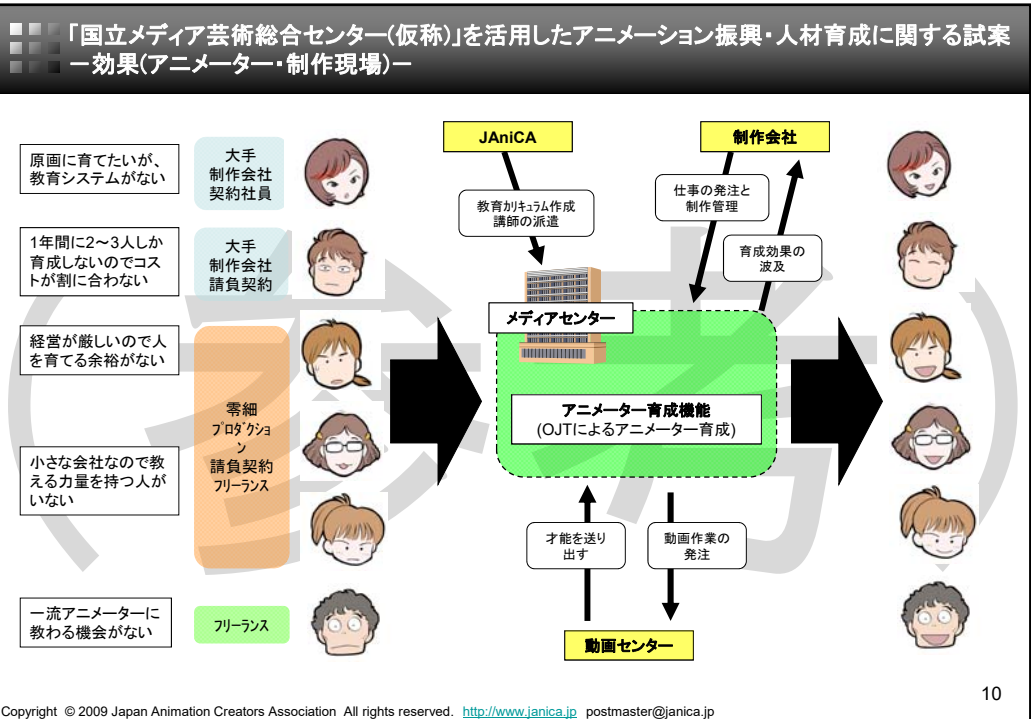 「国立メディア芸術総合センター(仮称)」を活用したアニメーション振興・人材育成に関する試案
－効果(アニメーター・制作現場)－
(参考)
原画に育てたいが、
教育システムがない
大手
制作会社
契約社員
1年間に2～3人しか
育成しないのでコス
トが割に合わない
大手
制作会社
請負契約
経営が厳しいので人
を育てる余裕がない
小さな会社なので教
える力量を持つ人が
いない
零細
ﾌﾟﾛﾀﾞｸｼｮ
ン
請負契約
ﾌﾘｰﾗﾝｽ
一流アニメーターに
教わる機会がない
ﾌﾘｰﾗﾝｽ
JAniCA
教育ｶﾘｷｭﾗﾑ作成
講師の派遣
制作会社
仕事の発注と
制作管理
育成効果の
波及
メディアセンター
アニメーター育成機能
(OJTによるアニメーター育成)
才能を送り
出す
動画作業の
発注
動画センター
10
Copyright © 2009 Japan Animation Creators Association All rights reserved. http://www.janica.jp postmaster@janica.jp